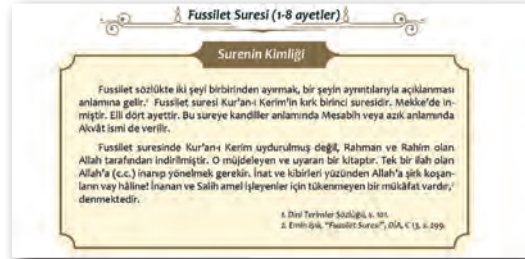 Fussilet Suresi (1-8 ayetler)
Surenin Kimliği
Fussilet sözlükte iki şeyi birbirinden ayırmak, bir şeyin ayrıntılarıyla açıklanması
anlamına gelir.¹ Fussilet suresi Kur'an-ı Kerim'in kırk birinci suresidir. Mekke'de in-
miştir. Elli dört ayettir. Bu sureye kandiller anlamında Mesabih veya azık anlamında
Akvât ismi de verilir.
Fussilet suresinde Kur'an-ı Kerim uydurulmuş değil, Rahman ve Rahim olan
Allah tarafından indirilmiştir. O müjdeleyen ve uyaran bir kitaptır. Tek bir ilah olan
Allah'a (c.c.) inanıp yönelmek gerekir. İnat ve kibirleri yüzünden Allah'a şirk koşan-
ların vay hâline! İnanan ve Salih amel işleyenler için tükenmeyen bir mükâfat vardır,²
denmektedir.
1. Dini Terimler Sözlüğü, s. 101.
2. Emin Işık, "Fussilet Suresi", DİA, C 13, s. 299.